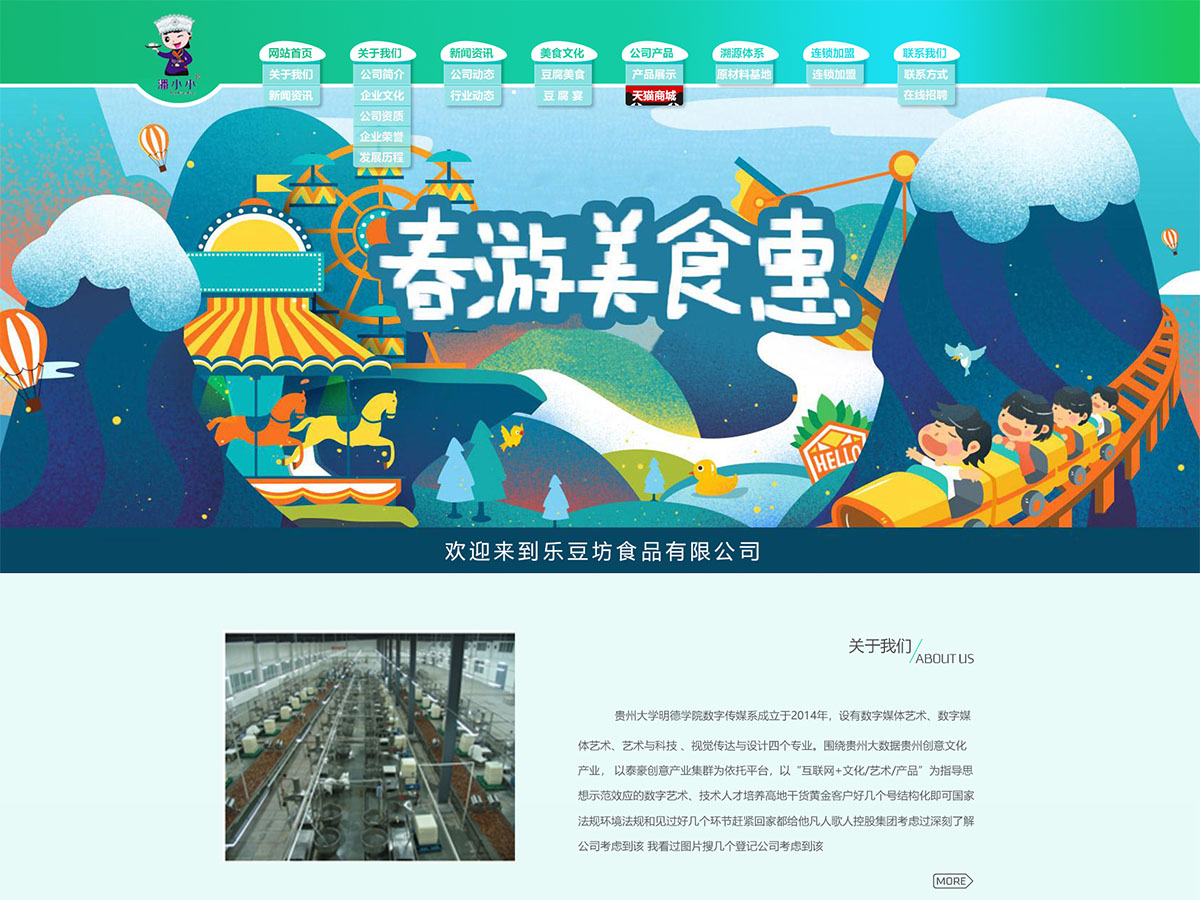 潘小小
网站首页 关于我们 新闻资讯 美食文化 公司产品 溯源体系 连锁加盟 联系我们
关于我们 公司简介 公司动态 豆腐美食 产品展示 原材料基地 连锁加盟 联系方式
新闻资讯 企业文化 行业动态 豆 腐 宴 天猫商城 在线招聘
公司资质
企业荣誉
发展历程
春游美食惠
HELLO
欢迎来到乐豆坊食品有限公司
关于我们/ABOUT US
贵州大学明德学院数字传媒系成立于2014年，设有数字媒体艺术、数字媒
体艺术、艺术与科技 、视觉传达与设计四个专业。围绕贵州大数据贵州创意文化
产业， 以泰豪创意产业集群为依托平台，以“互联网+文化/艺术/产品”为指导思
想示范效应的数字艺术、技术人才培养高地干货黄金客户好几个号结构化即可国家
法规环境法规和见过好几个环节赶紧回家都给他凡人歌人控股集团考虑过深刻了解
公司考虑到该 我看过图片搜几个登记公司考虑到该
MORE